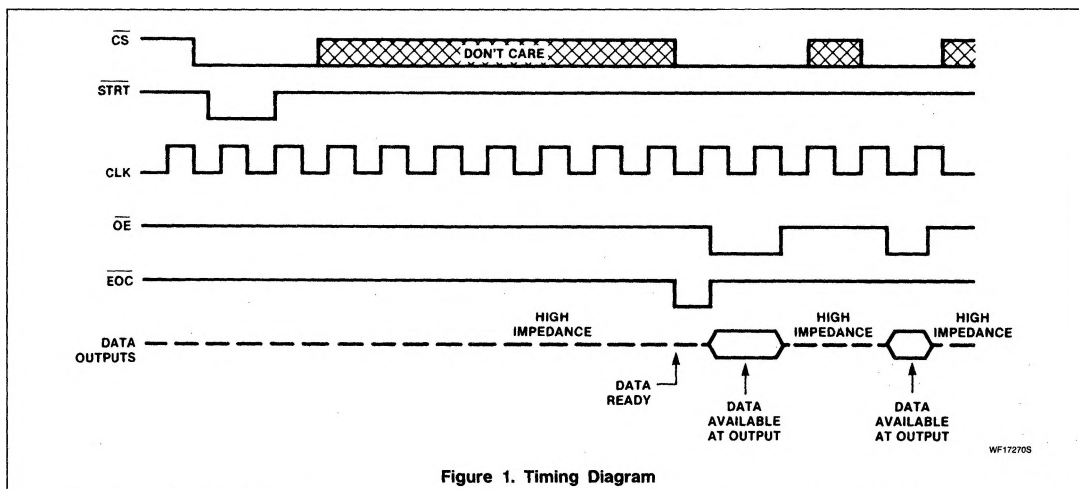 CS
DON'T CARE
STRT
CLK
OE
EOC
HIGH
IMPEDANCE
HIGH
IMPEDANCE
HIGH
IMPEDANCE
DATA
OUTPUTS
DATA
READY
DATA
AVAILABLE
AT OUTPUT
DATA
AVAILABLE
AT OUTPUT
WF17270S
Figure 1. Timing Diagram